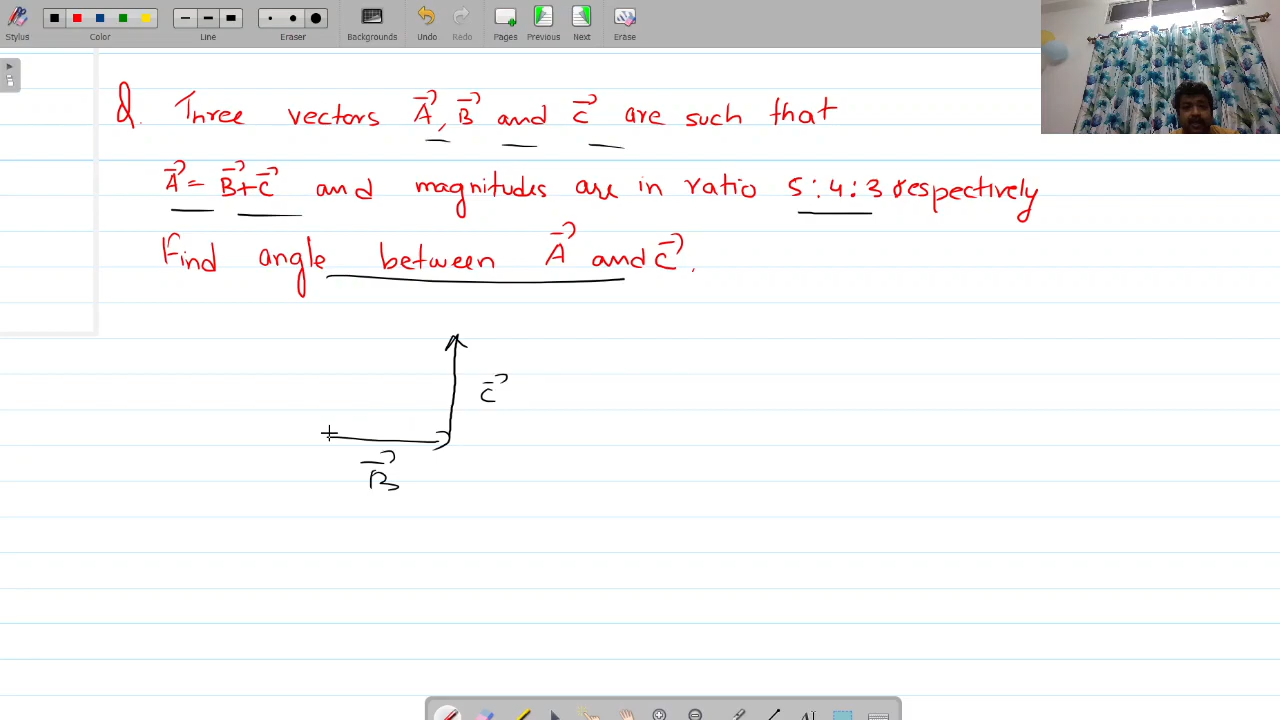 Stylus Color Line Eraser Backgrounds Undo Redo Pages Previous Next Erase
Q. Three vectors A⃗, B⃗ and C⃗ are such that
A⃗ = B⃗+C⃗ and magnitudes are in ratio 5:4:3 respectively
Find angle between A⃗ and C⃗.
C⃗
B⃗